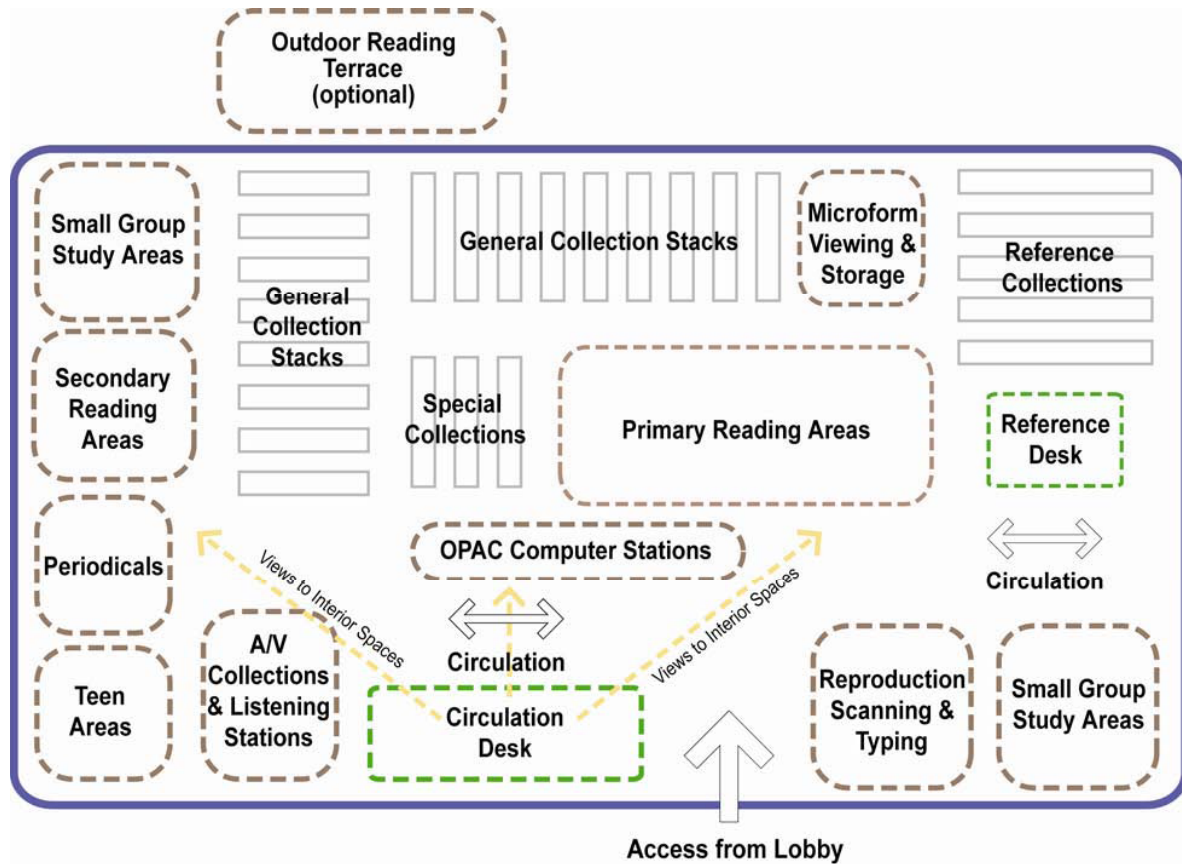 Outdoor Reading
Terrace
(optional)
Small Group
Study Areas
General Collection Stacks
Microform
Viewing &
Storage
Reference
Collections
General
Collection
Stacks
Secondary
Reading
Areas
Special
Collections
Primary Reading Areas
Reference
Desk
Periodicals
Views to Interior Spaces
OPAC Computer Stations
Views to Interior Spaces
Circulation
A/V
Collections
& Listening
Stations
Circulation
Teen
Areas
Circulation
Desk
Reproduction
Scanning &
Typing
Small Group
Study Areas
Access from Lobby